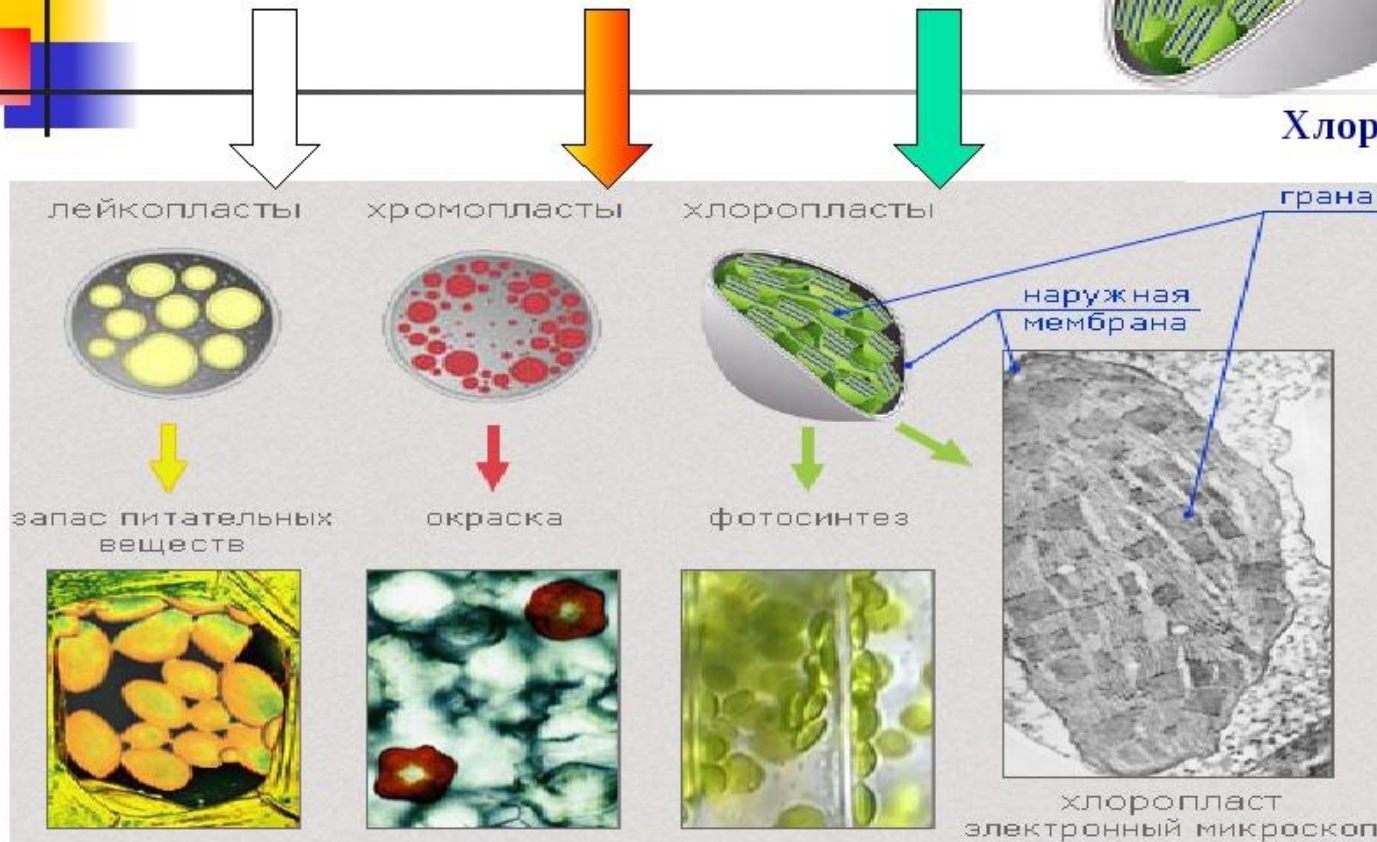 Хлор
лейкопласты
хромопласты
хлоропласты
грана
наружная
мембрана
запас питательных
веществ
окраска
фотосинтез
хлоропласт
электронный микроскоп